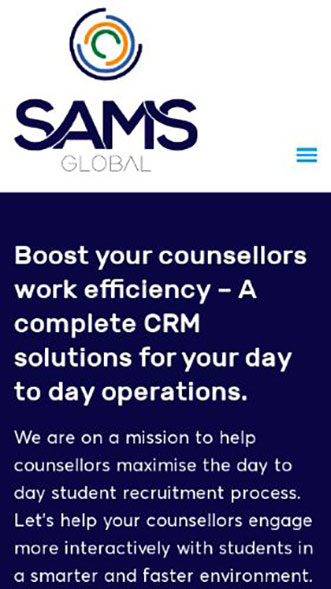 SAMS
GLOBAL
Boost your counsellors
work efficiency – A
complete CRM
solutions for your day
to day operations.
We are on a mission to help
counsellors maximise the day to
day student recruitment process.
Let's help your counsellors engage
more interactively with students in
a smarter and faster environment.